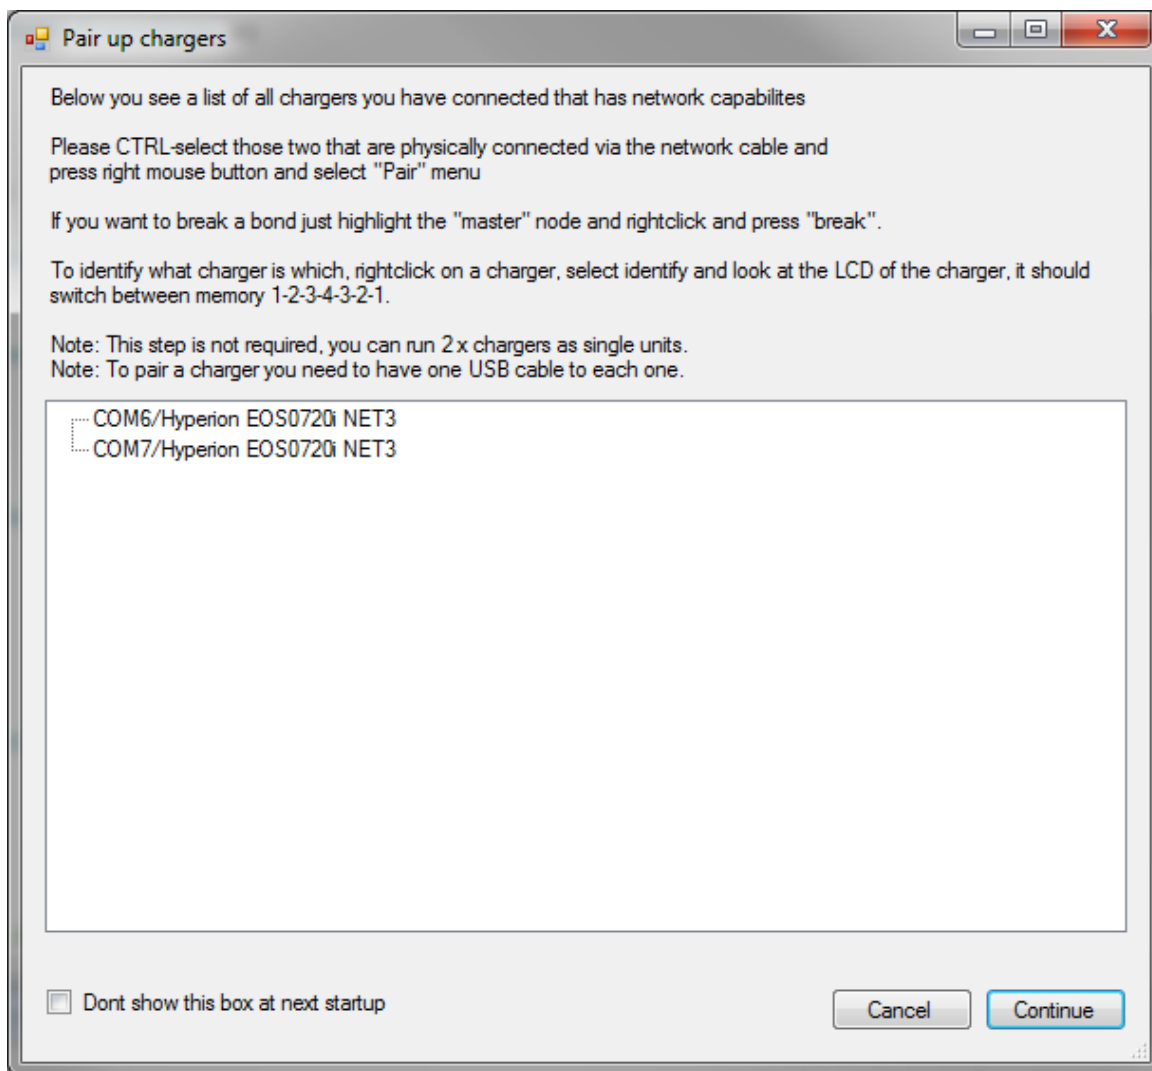 Pair up chargers
Below you see a list of all chargers you have connected that has network capabilites
Please CTRL-select those two that are physically connected via the network cable and
press right mouse button and select "Pair" menu
If you want to break a bond just highlight the "master" node and rightclick and press "break".
To identify what charger is which, rightclick on a charger, select identify and look at the LCD of the charger, it should
switch between memory 1-2-3-4-3-2-1.
Note: This step is not required, you can run 2 x chargers as single units.
Note: To pair a charger you need to have one USB cable to each one.
COM6/Hyperion EOS0720i NET3
COM7/Hyperion EOS0720i NET3
Dont show this box at next startup
Cancel
Continue